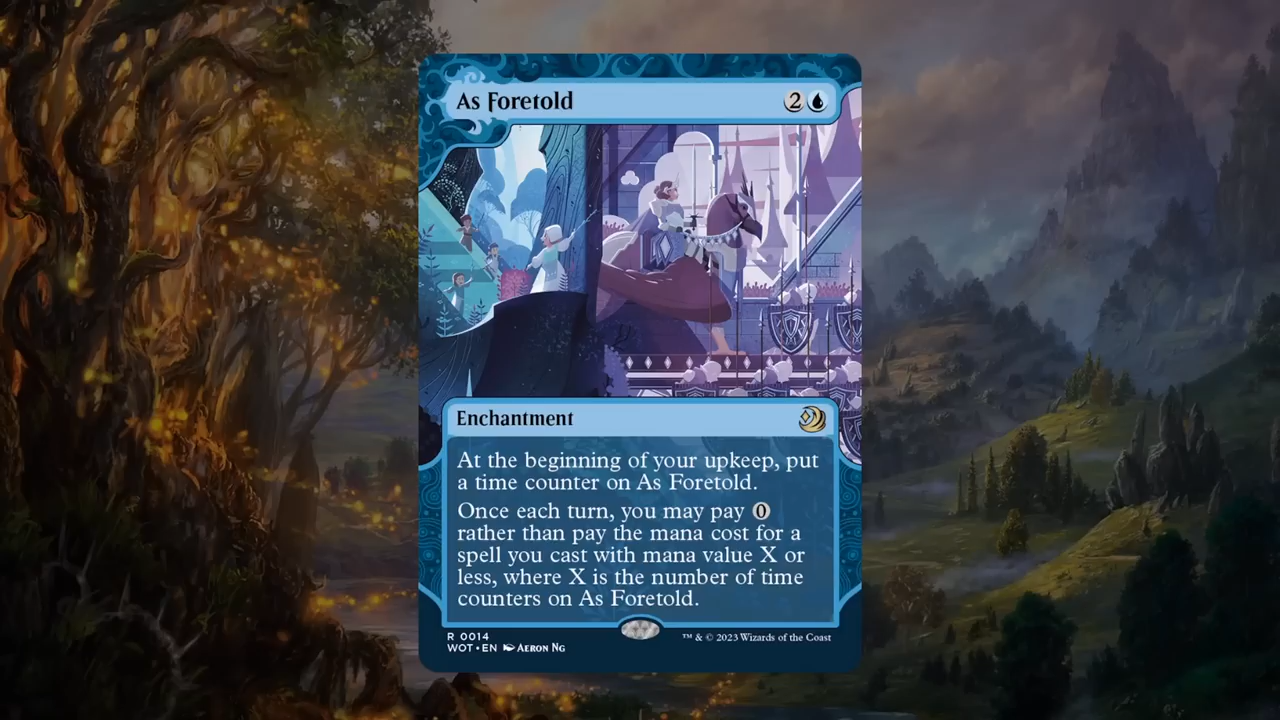 As Foretold 2
Enchantment
At the beginning of your upkeep, put
a time counter on As Foretold.
Once each turn, you may pay 0
rather than pay the mana cost for a
spell you cast with mana value X or
less, where X is the number of time
counters on As Foretold.
R 0014
™ & © 2023 Wizards of the Coast
WOT • EN Aeron Ng